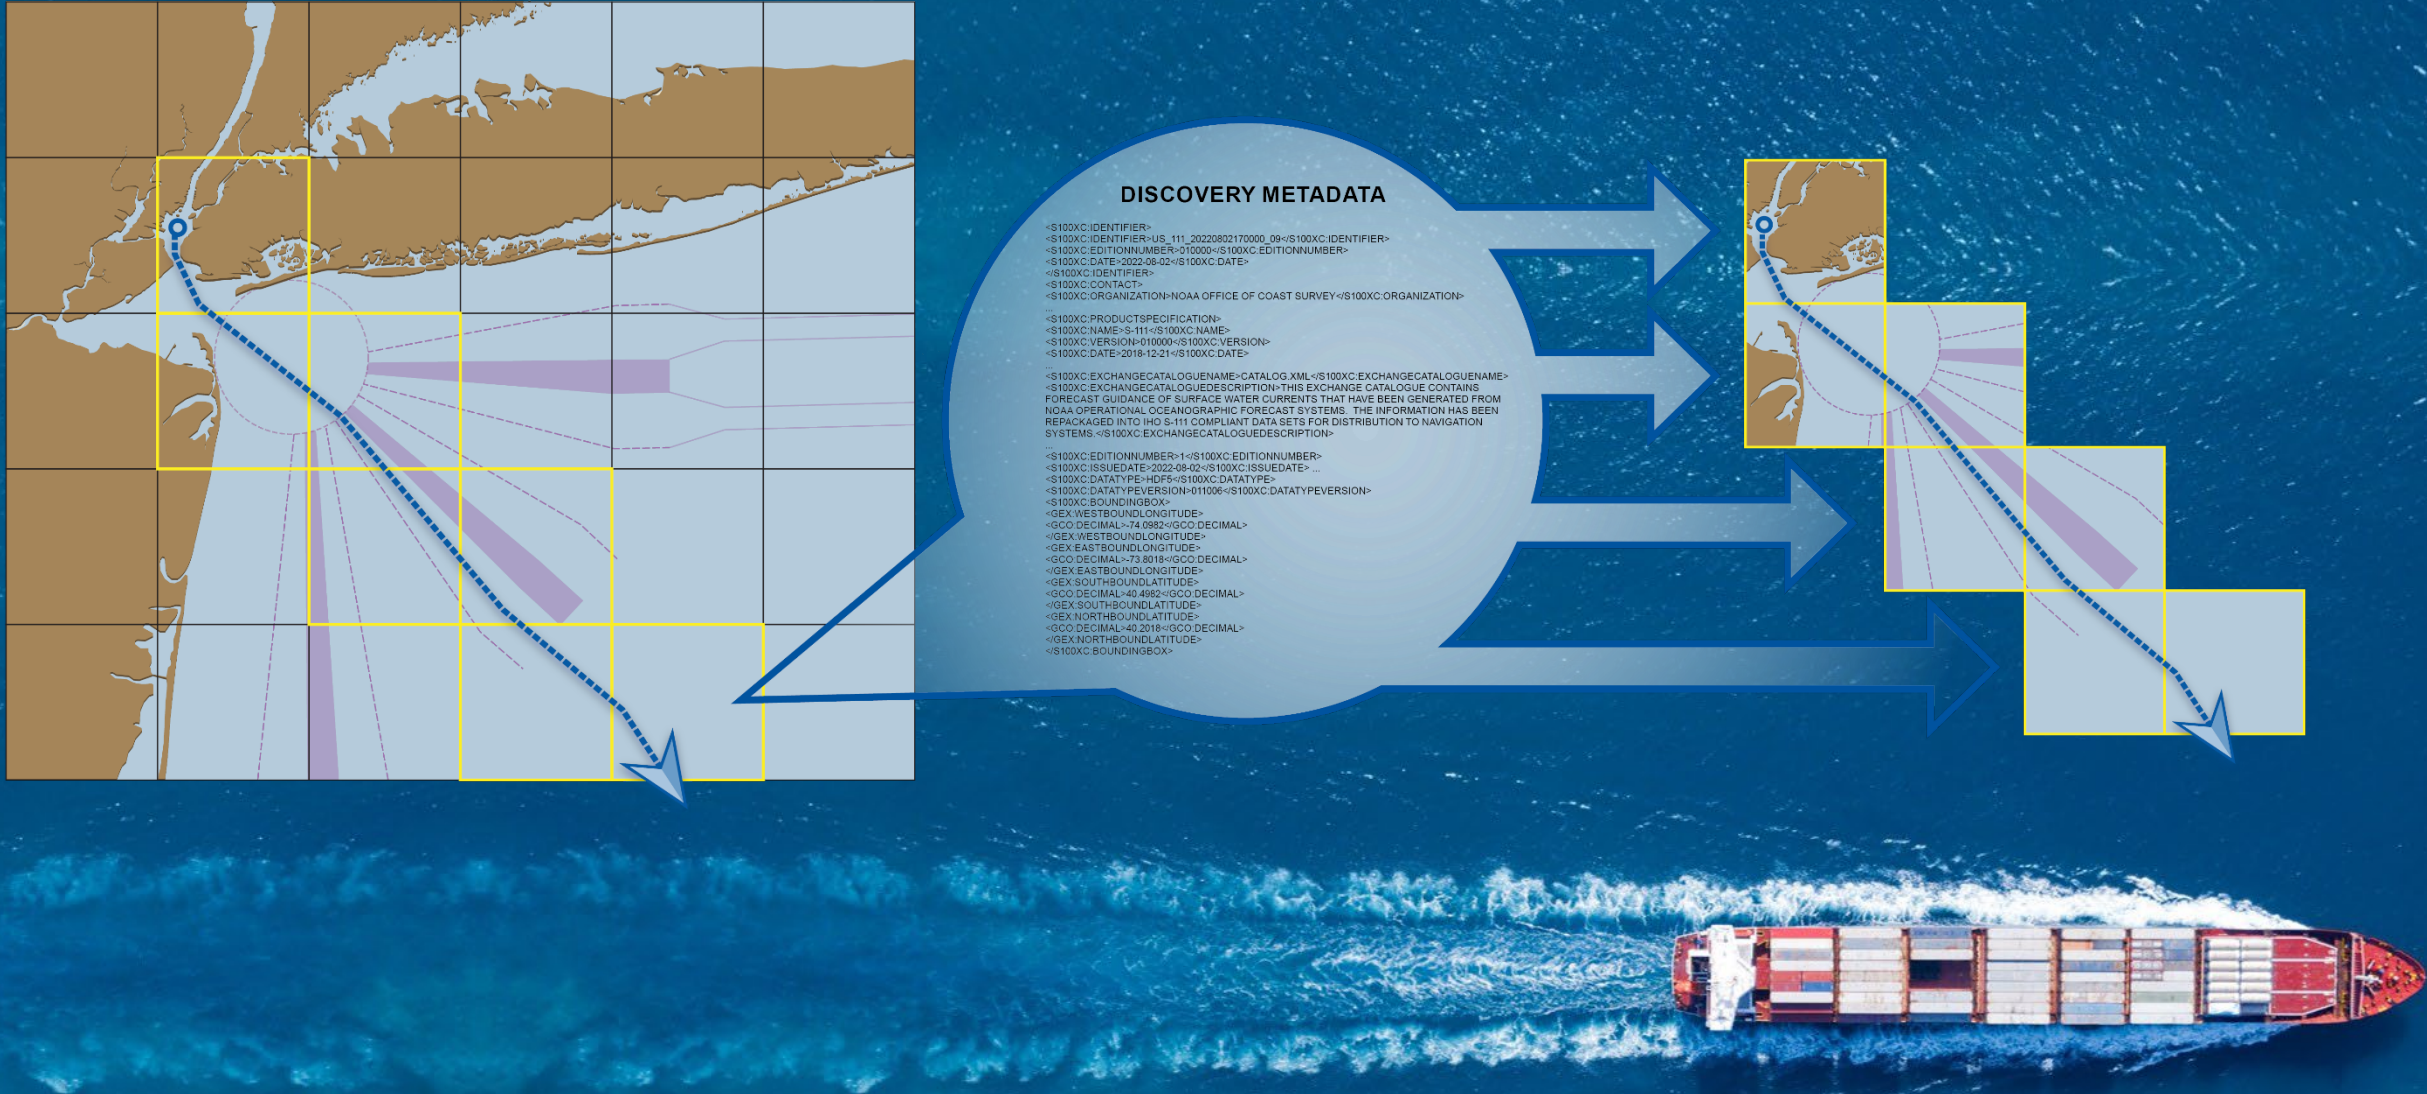 DISCOVERY METADATA
<S100XC:IDENTIFIER>
<S100XC:IDENTIFIER>US_111_20220802170000_09</S100XC:IDENTIFIER>
<S100XC:EDITIONNUMBER>010000</S100XC:EDITIONNUMBER>
<S100XC:DATE>2022-08-02</S100XC:DATE>
</S100XC:IDENTIFIER>
<S100XC:CONTACT>
<S100XC:ORGANIZATION>NOAA OFFICE OF COAST SURVEY</S100XC:ORGANIZATION>
...
<S100XC:PRODUCTSPECIFICATION>
<S100XC:NAME>S-111</S100XC:NAME>
<S100XC:VERSION>010000</S100XC:VERSION>
<S100XC:DATE>2018-12-21</S100XC:DATE>
...
<S100XC:EXCHANGECATALOGUENAME>CATALOG.XML</S100XC:EXCHANGECATALOGUENAME>
<S100XC:EXCHANGECATALOGUEDESCRIPTION>THIS EXCHANGE CATALOGUE CONTAINS
FORECAST GUIDANCE OF SURFACE WATER CURRENTS THAT HAVE BEEN GENERATED FROM
NOAA OPERATIONAL OCEANOGRAPHIC FORECAST SYSTEMS. THE INFORMATION HAS BEEN
REPACKAGED INTO IHO S-111 COMPLIANT DATA SETS FOR DISTRIBUTION TO NAVIGATION
SYSTEMS.</S100XC:EXCHANGECATALOGUEDESCRIPTION>
...
<S100XC:EDITIONNUMBER>1</S100XC:EDITIONNUMBER>
<S100XC:ISSUEDATE>2022-08-02</S100XC:ISSUEDATE> ...
<S100XC:DATATYPE>HDF5</S100XC:DATATYPE>
<S100XC:DATATYPEVERSION>011006</S100XC:DATATYPEVERSION>
<S100XC:BOUNDINGBOX>
<GEX:WESTBOUNDLONGITUDE>
<GCO:DECIMAL>-74.0982</GCO:DECIMAL>
</GEX:WESTBOUNDLONGITUDE>
<GEX:EASTBOUNDLONGITUDE>
<GCO:DECIMAL>-73.8018</GCO:DECIMAL>
</GEX:EASTBOUNDLONGITUDE>
<GEX:SOUTHBOUNDLATITUDE>
<GCO:DECIMAL>40.4982</GCO:DECIMAL>
</GEX:SOUTHBOUNDLATITUDE>
<GEX:NORTHBOUNDLATITUDE>
<GCO:DECIMAL>40.2018</GCO:DECIMAL>
</GEX:NORTHBOUNDLATITUDE>
</S100XC:BOUNDINGBOX>